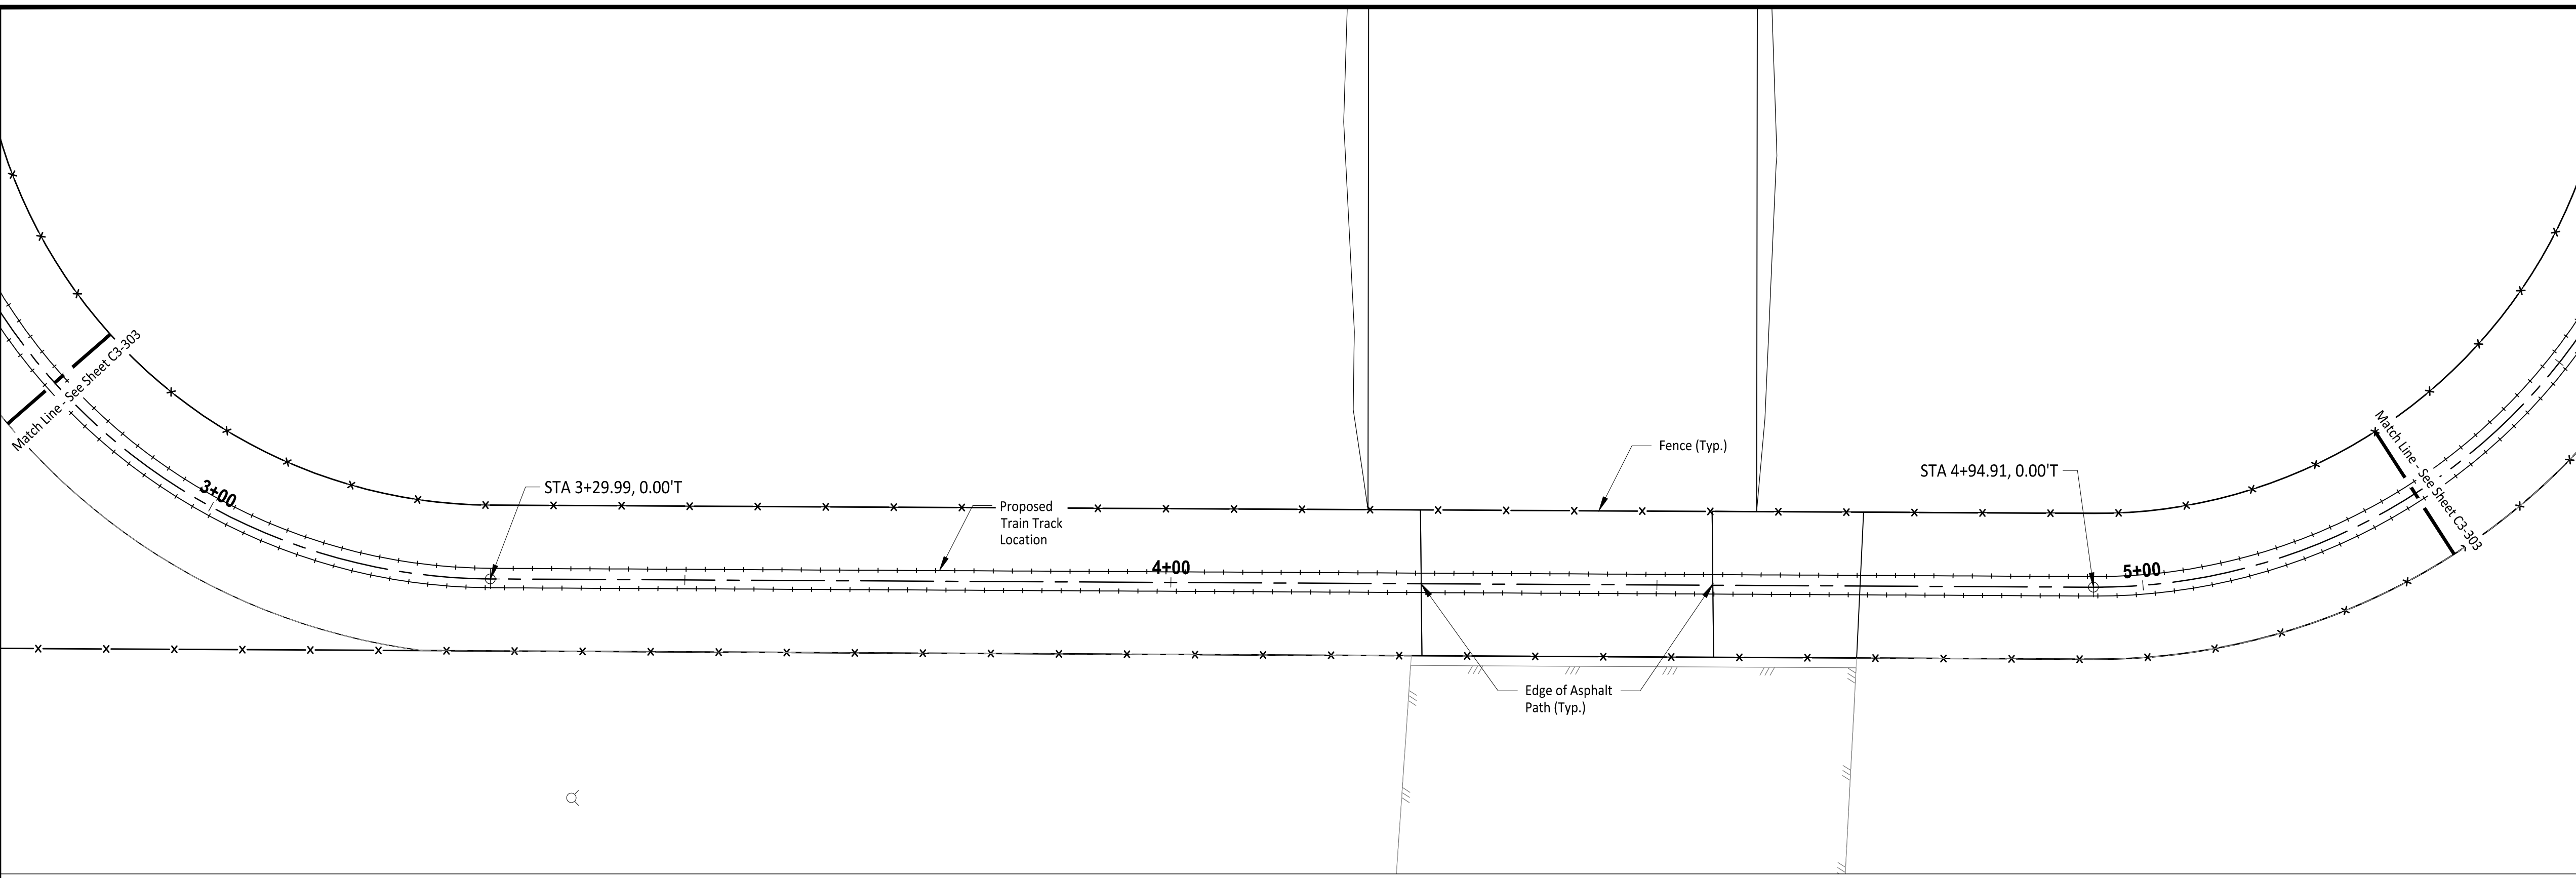 Match Line - See Sheet C3-303
3+00
STA 3+29.99, 0.00'T
Proposed
Train Track
Location
4+00
Fence (Typ.)
Edge of Asphalt
Path (Typ.)
STA 4+94.91, 0.00'T
5+00
Match Line - See Sheet C3-303